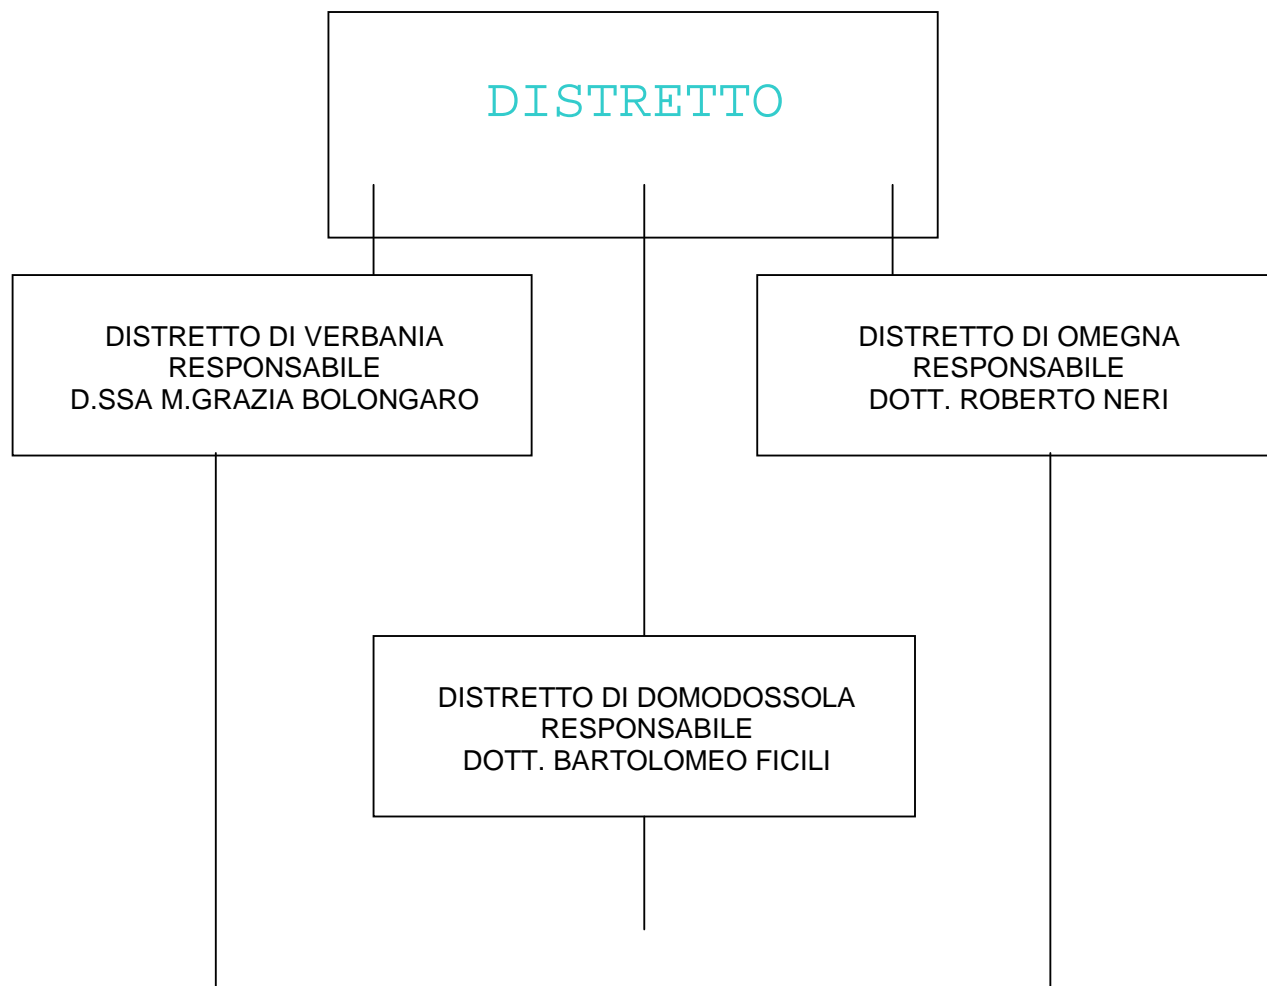 DISTRETTO
DISTRETTO DI VERBANIA
RESPONSABILE
D.SSA M.GRAZIA BOLONGARO
DISTRETTO DI OMEGNA
RESPONSABILE
DOTT. ROBERTO NERI
DISTRETTO DI DOMODOSSOLA
RESPONSABILE
DOTT. BARTOLOMEO FICILI